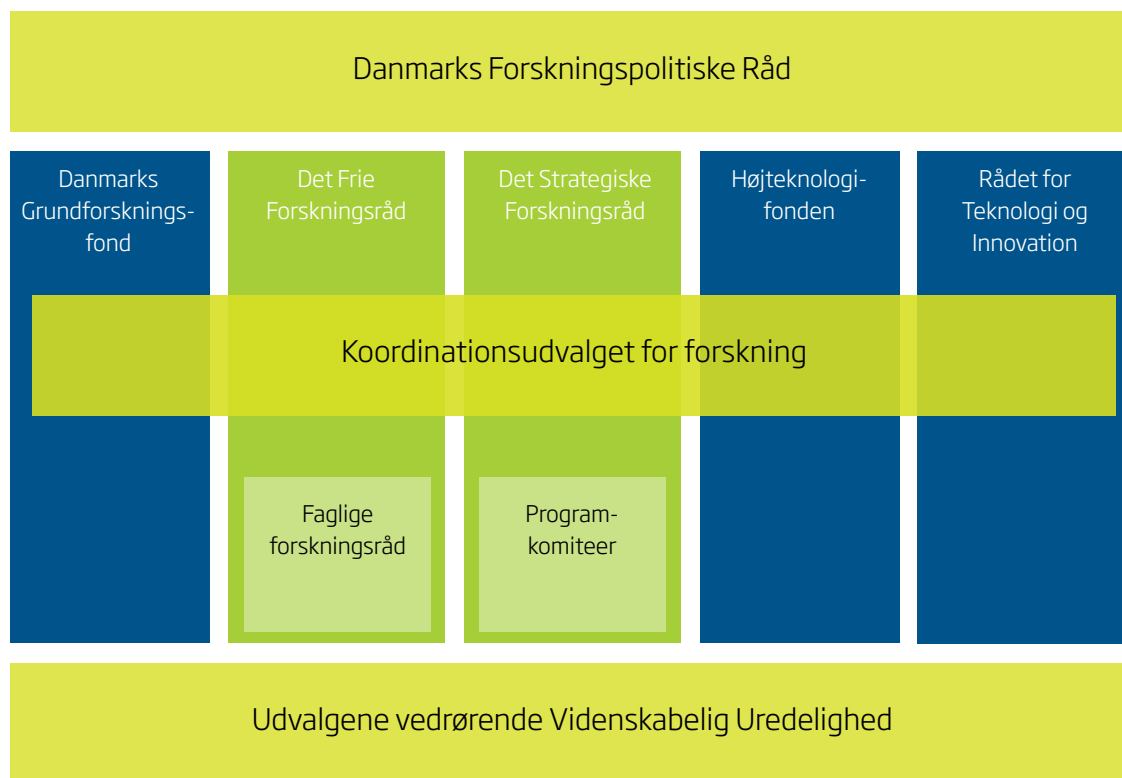 Danmarks Forskningspolitiske Råd
Danmarks
Grundforsknings-
fond
Det Frie
Forskningsråd
Det Strategiske
Forskningsråd
Højteknologi-
fonden
Rådet for
Teknologi og
Innovation
Koordinationsudvalget for forskning
Faglige
forskningsråd
Program-
komiteer
Udvalgene vedrørende Videnskabelig Uredelighed